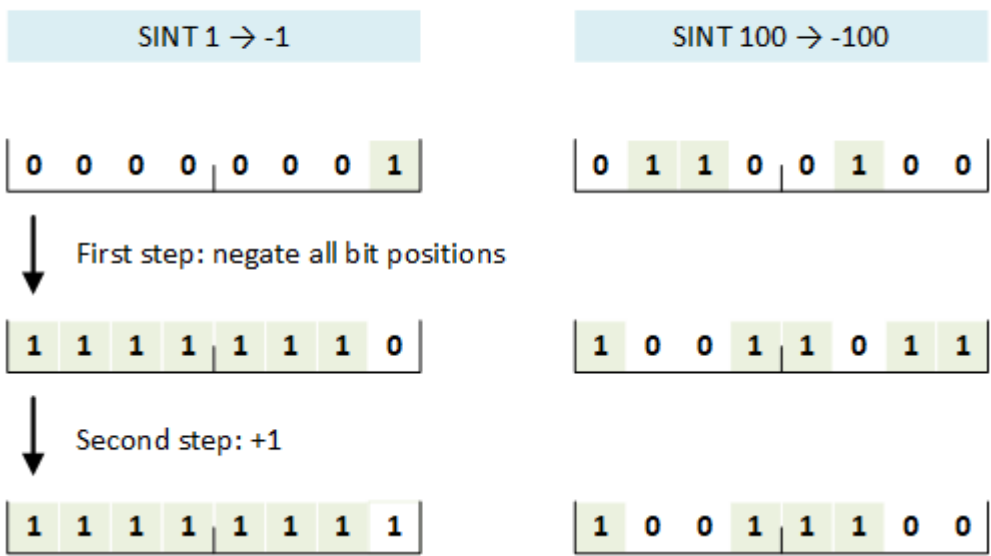 SINT 1 → -1 SINT 100 → -100
0 0 0 0 0 0 0 1 0 1 1 0 0 1 0 0
First step: negate all bit positions
1 1 1 1 1 1 1 0 1 0 0 1 1 0 1 1
Second step: +1
1 1 1 1 1 1 1 1 1 0 0 1 1 1 0 0